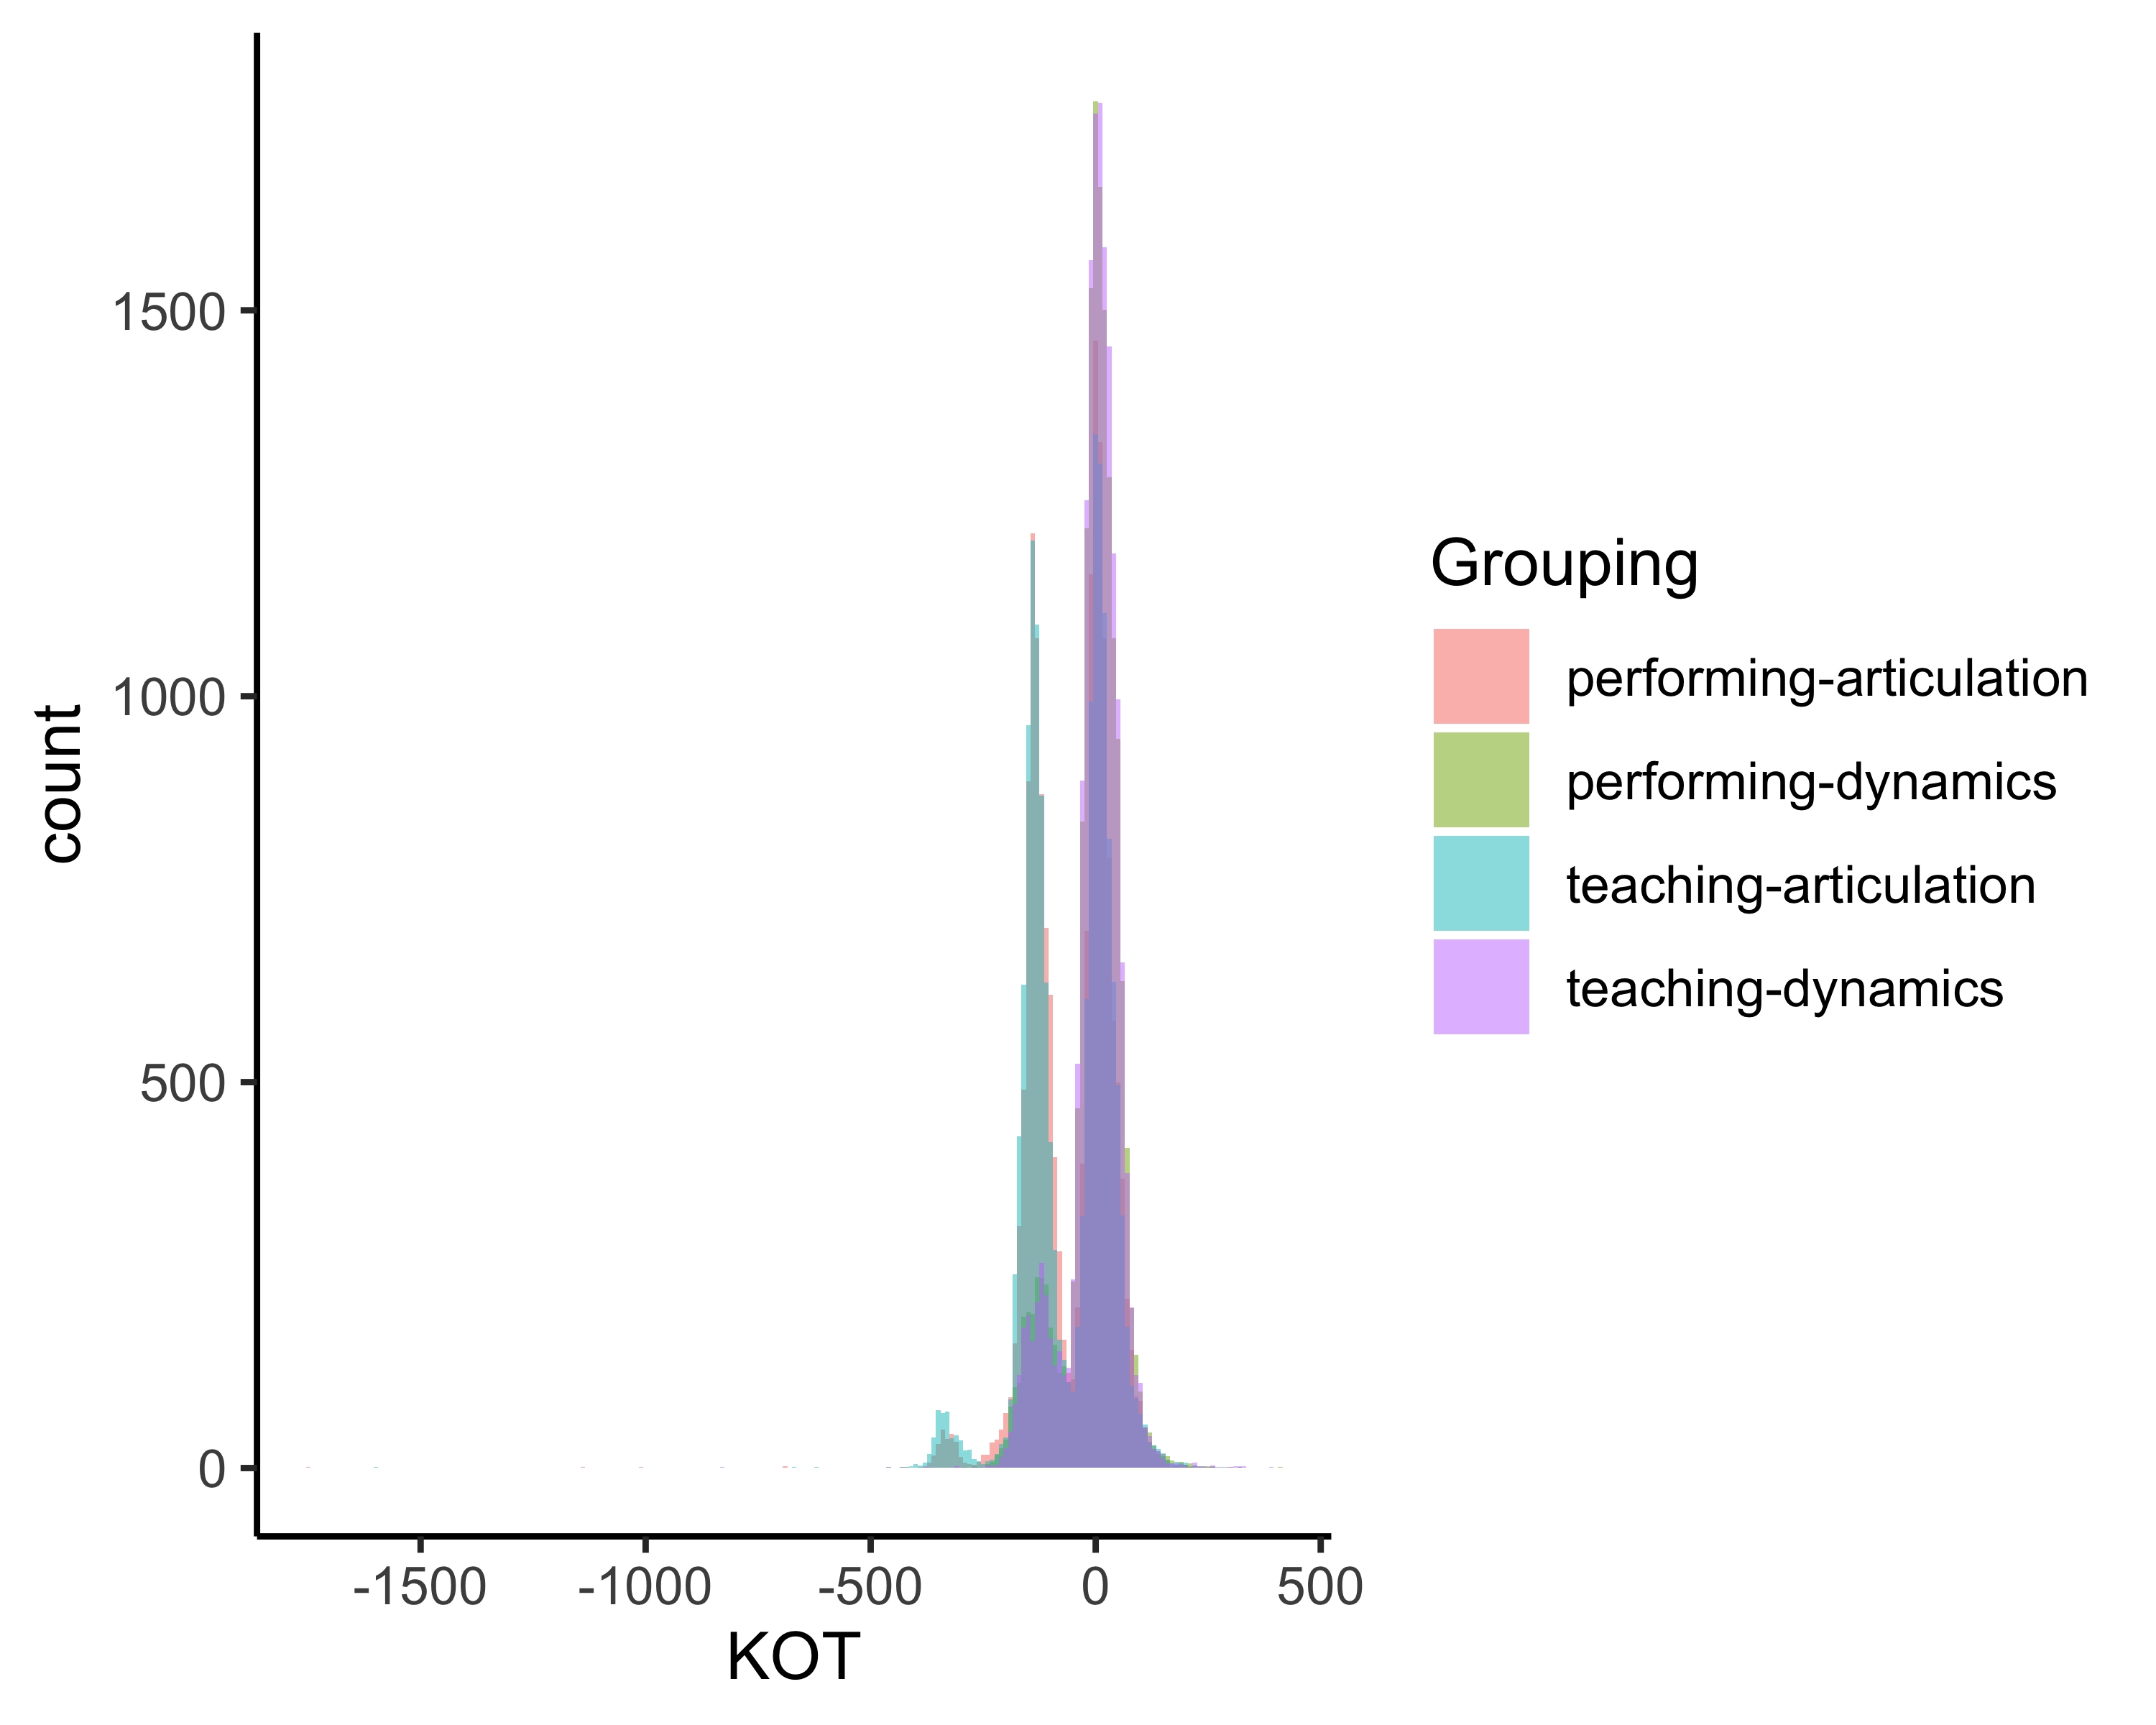 1500
1000
500
0
count
-1500 -1000 -500 0 500
KOT
Grouping
performing-articulation
performing-dynamics
teaching-articulation
teaching-dynamics